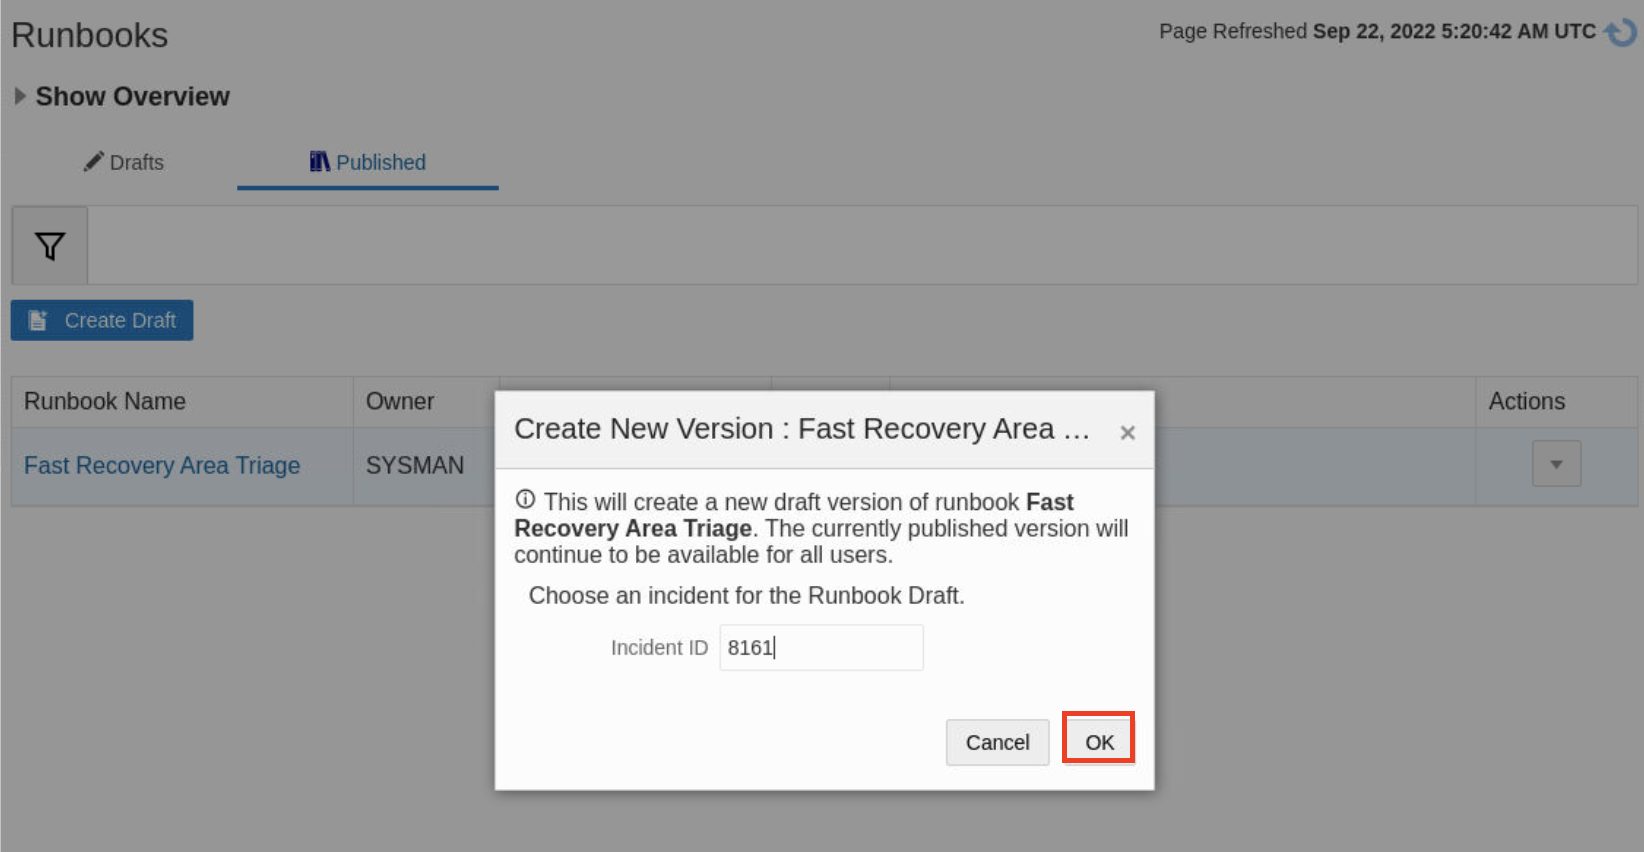 Runbooks
Page Refreshed Sep 22, 2022 5:20:42 AM UTC
Show Overview
Drafts
Published
Create Draft
Runbook Name
Owner
Actions
Fast Recovery Area Triage
SYSMAN
Create New Version : Fast Recovery Area ...
×
This will create a new draft version of runbook Fast
Recovery Area Triage. The currently published version will
continue to be available for all users.
Choose an incident for the Runbook Draft.
Incident ID 8161
Cancel
OK